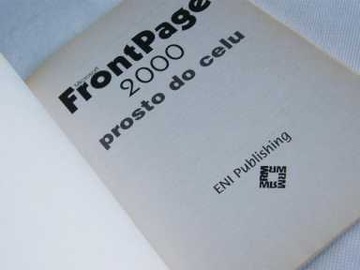 Microsoft
FrontPage
2000
prosto do celu
ENI Publishing